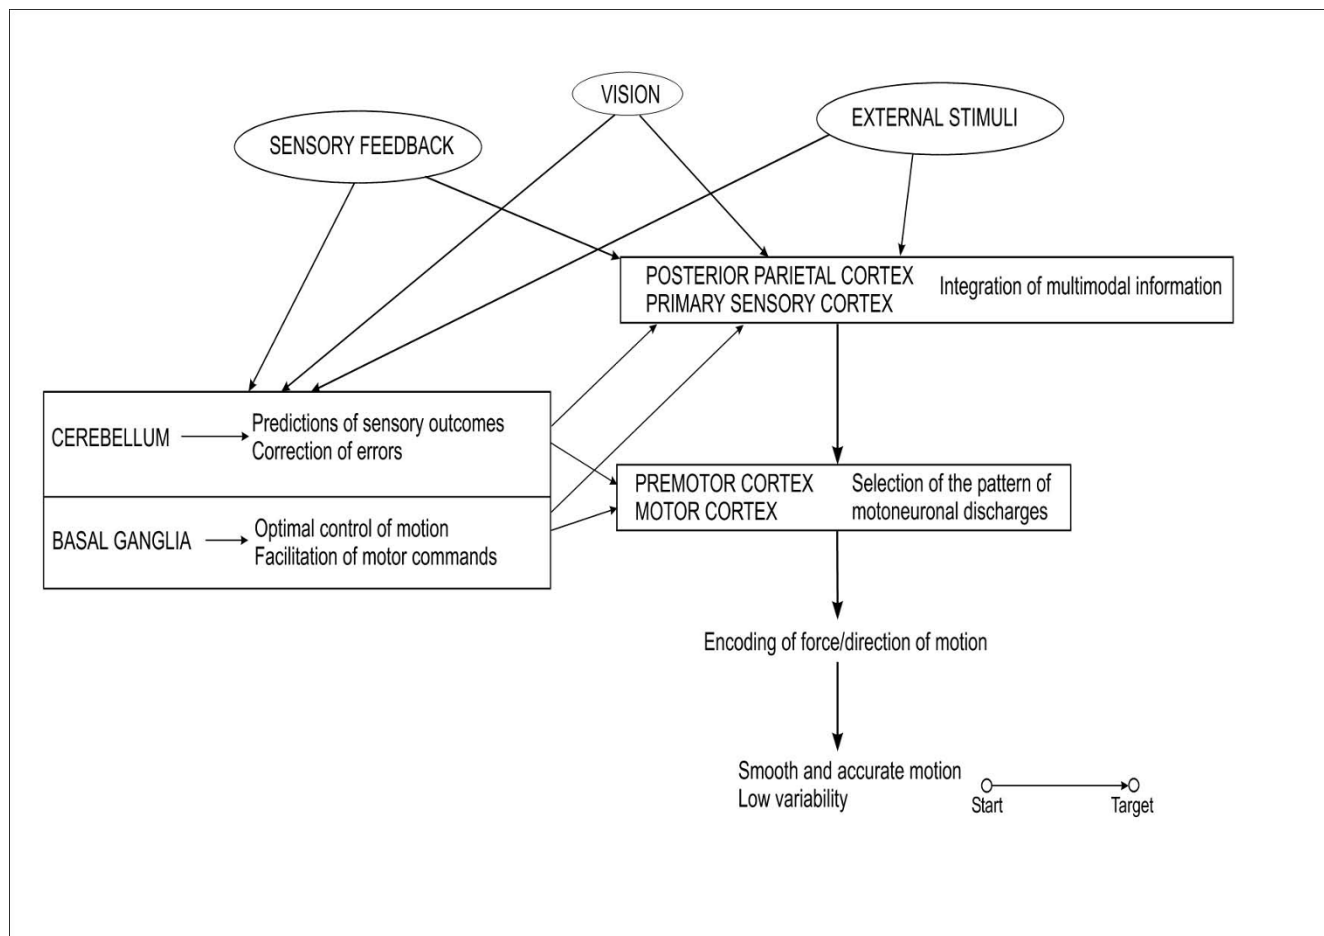 VISION
EXTERNAL STIMULI
SENSORY FEEDBACK
POSTERIOR PARIETAL CORTEX
PRIMARY SENSORY CORTEX
Integration of multimodal information
CEREBELLUM
Predictions of sensory outcomes
Correction of errors
BASAL GANGLIA
Optimal control of motion
Facilitation of motor commands
PREMOTOR CORTEX
MOTOR CORTEX
Selection of the pattern of
motoneuronal discharges
Encoding of force/direction of motion
Smooth and accurate motion
Low variability
Start
Target